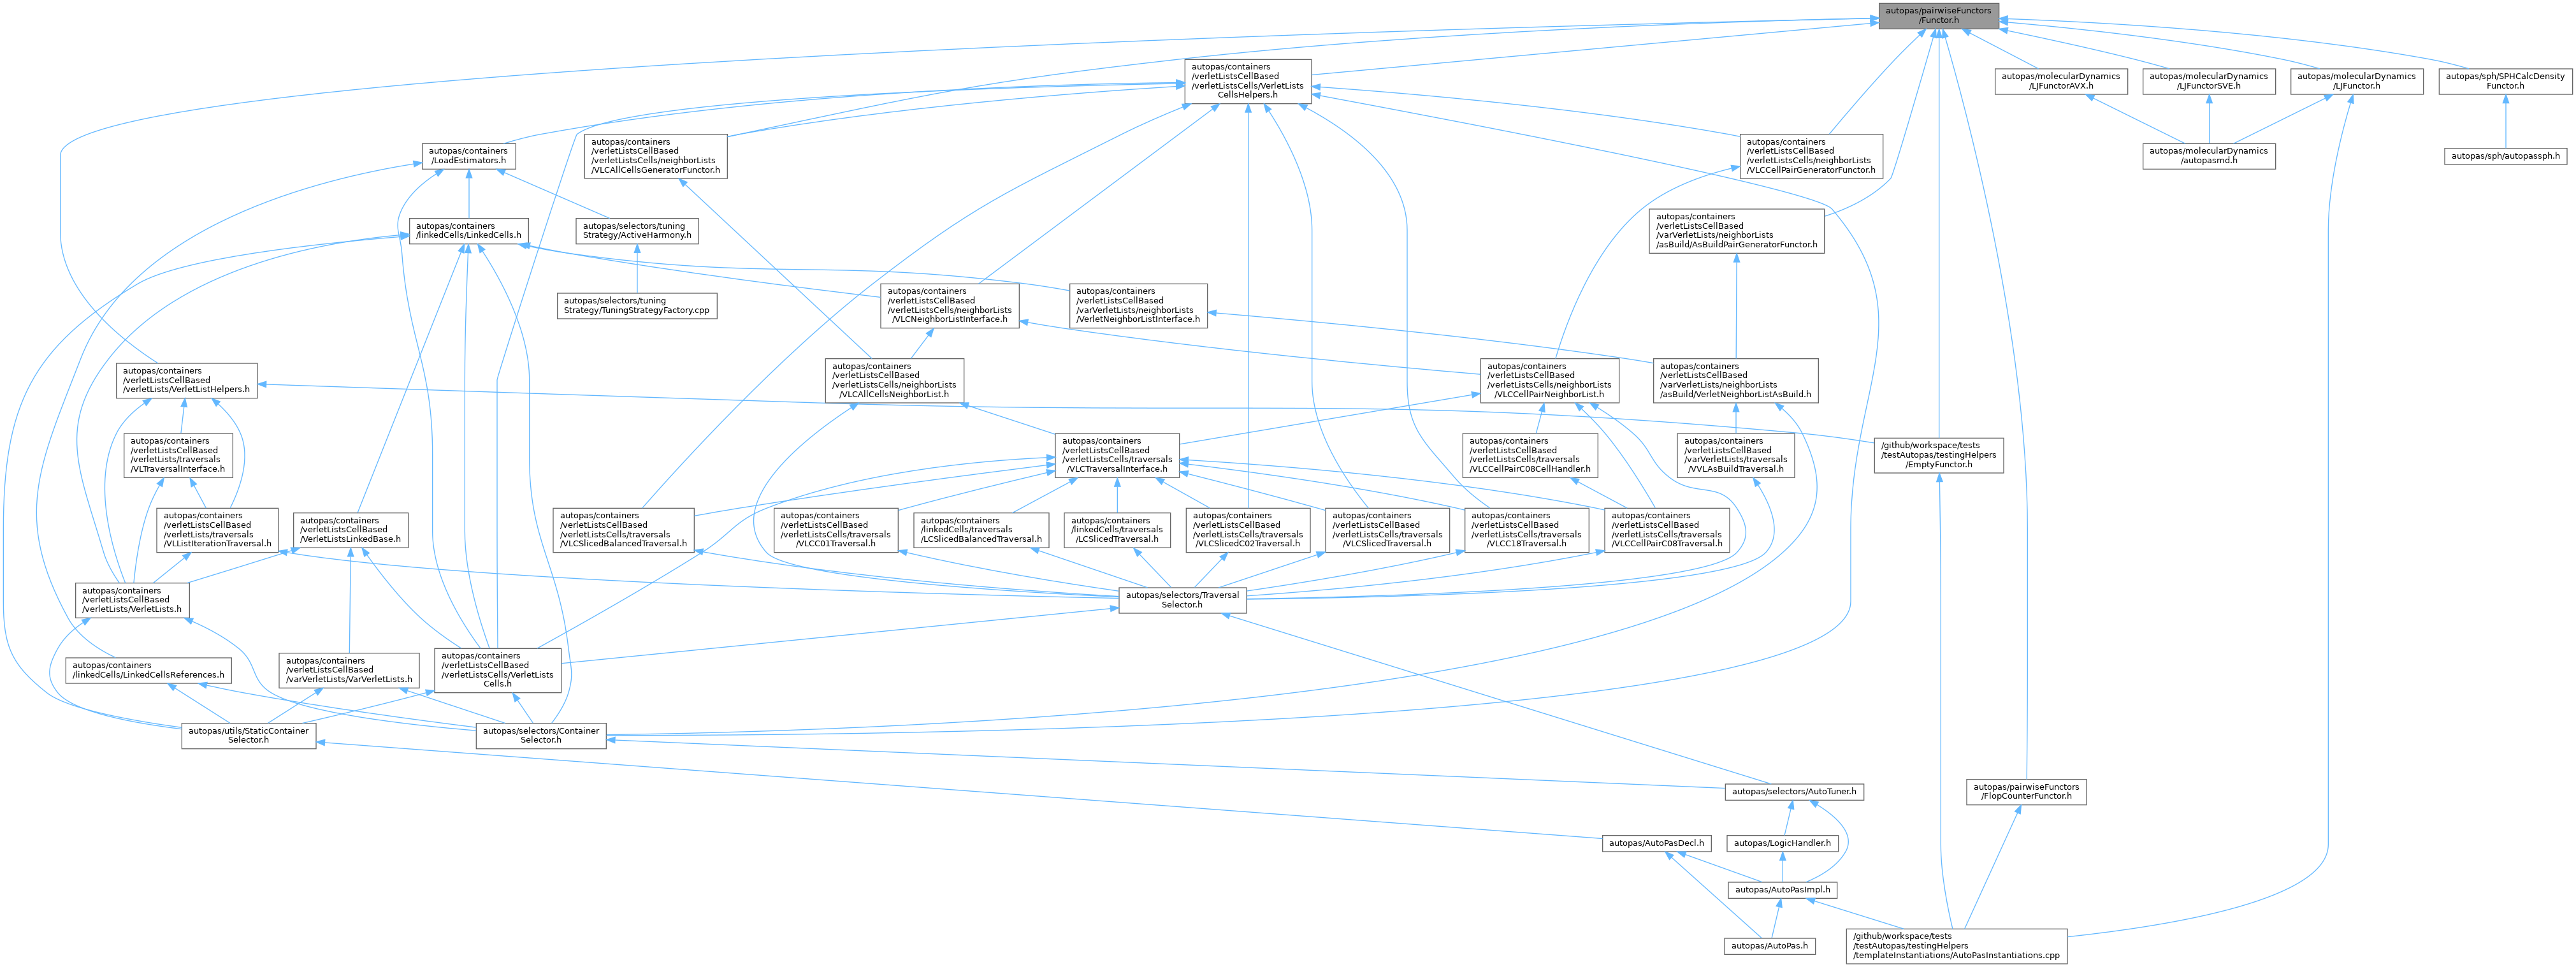 autopas/pairwiseFunctors
/Functor.h
autopas/containers
/verletListsCellBased
/verletListsCells/VerletLists
CellsHelpers.h
autopas/molecularDynamics
/LJFunctorAVX.h
autopas/molecularDynamics
/LJFunctorSVE.h
autopas/molecularDynamics
/LJFunctor.h
autopas/sph/SPHCalcDensity
Functor.h
autopas/containers
/LoadEstimators.h
autopas/containers
/verletListsCellBased
/verletListsCells/neighborLists
/VLCAllCellsGeneratorFunctor.h
autopas/containers
/verletListsCellBased
/verletListsCells/neighborLists
/VLCCellPairGeneratorFunctor.h
autopas/molecularDynamics
/autopasmd.h
autopas/sph/autopassph.h
autopas/containers
/linkedCells/LinkedCells.h
autopas/selectors/tuning
Strategy/ActiveHarmony.h
autopas/containers
/verletListsCellBased
/varVerletLists/neighborLists
/asBuild/AsBuildPairGeneratorFunctor.h
autopas/selectors/tuning
Strategy/TuningStrategyFactory.cpp
autopas/containers
/verletListsCellBased
/verletListsCells/neighborLists
/VLCNeighborListInterface.h
autopas/containers
/verletListsCellBased
/varVerletLists/neighborLists
/VerletNeighborListInterface.h
autopas/containers
/verletListsCellBased
/verletLists/VerletListHelpers.h
autopas/containers
/verletListsCellBased
/verletListsCells/neighborLists
/VLCAllCellsNeighborList.h
autopas/containers
/verletListsCellBased
/verletListsCells/neighborLists
/VLCCellPairNeighborList.h
autopas/containers
/verletListsCellBased
/varVerletLists/neighborLists
/asBuild/VerletNeighborListAsBuild.h
autopas/containers
/verletListsCellBased
/verletLists/traversals
/VLTraversalInterface.h
autopas/containers
/verletListsCellBased
/verletListsCells/traversals
/VLCTraversalInterface.h
autopas/containers
/verletListsCellBased
/verletListsCells/traversals
/VLCCellPairC08CellHandler.h
autopas/containers
/verletListsCellBased
/varVerletLists/traversals
/VVLAsBuildTraversal.h
/github/workspace/tests
/testAutopas/testingHelpers
/EmptyFunctor.h
autopas/containers
/verletListsCellBased
/verletLists/traversals
/VLListIterationTraversal.h
autopas/containers
/verletListsCellBased
/VerletListsLinkedBase.h
autopas/containers
/verletListsCellBased
/verletListsCells/traversals
/VLCSlicedBalancedTraversal.h
autopas/containers
/verletListsCellBased
/verletListsCells/traversals
/VLCC01Traversal.h
autopas/containers
/linkedCells/traversals
/LCSlicedBalancedTraversal.h
autopas/containers
/linkedCells/traversals
/LCSlicedTraversal.h
autopas/containers
/verletListsCellBased
/verletListsCells/traversals
/VLCSlicedC02Traversal.h
autopas/containers
/verletListsCellBased
/verletListsCells/traversals
/VLCSlicedTraversal.h
autopas/containers
/verletListsCellBased
/verletListsCells/traversals
/VLCC18Traversal.h
autopas/containers
/verletListsCellBased
/verletListsCells/traversals
/VLCCellPairC08Traversal.h
autopas/containers
/verletListsCellBased
/verletLists/VerletLists.h
autopas/selectors/Traversal
Selector.h
autopas/containers
/linkedCells/LinkedCellsReferences.h
autopas/containers
/verletListsCellBased
/varVerletLists/VarVerletLists.h
autopas/containers
/verletListsCellBased
/verletListsCells/VerletLists
Cells.h
autopas/utils/StaticContainer
Selector.h
autopas/selectors/Container
Selector.h
autopas/selectors/AutoTuner.h
autopas/pairwiseFunctors
/FlopCounterFunctor.h
autopas/AutoPasDecl.h
autopas/LogicHandler.h
autopas/AutoPasImpl.h
autopas/AutoPas.h
/github/workspace/tests
/testAutopas/testingHelpers
/templateInstantiations/AutoPasInstantiations.cpp